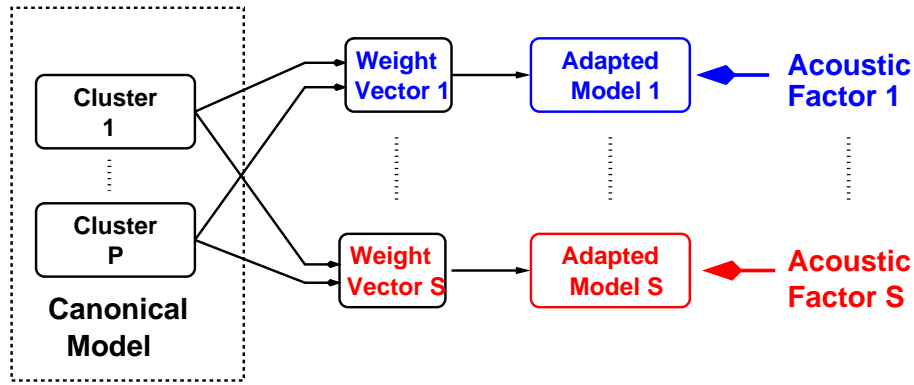 Cluster
1
Cluster
P
Canonical
Model
Weight
Vector 1
Weight
Vector S
Adapted
Model 1
Adapted
Model S
Acoustic
Factor 1
Acoustic
Factor S